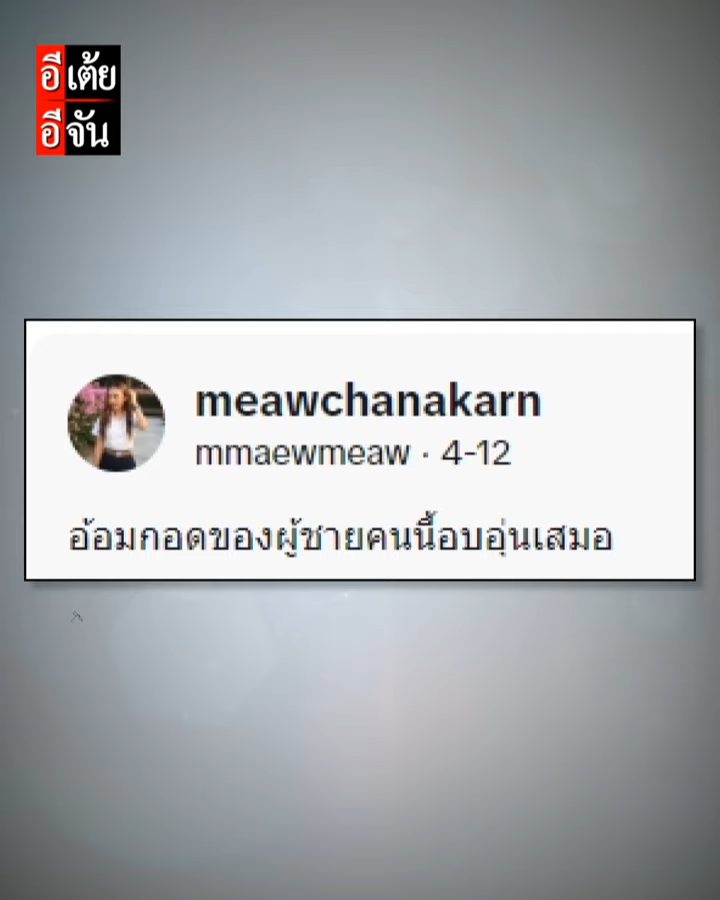 อีเต้ย
อีจัน
meawchanakarn
mmaewmeaw · 4-12
อ้อมกอดของผู้ชายคนนี้อบอุ่นเสมอ